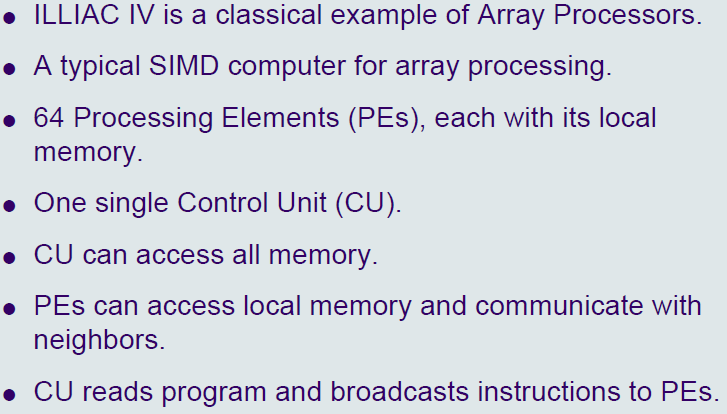 ● ILLIAC IV is a classical example of Array Processors.
● A typical SIMD computer for array processing.
● 64 Processing Elements (PEs), each with its local
memory.
● One single Control Unit (CU).
● CU can access all memory.
● PEs can access local memory and communicate with
neighbors.
● CU reads program and broadcasts instructions to PEs.